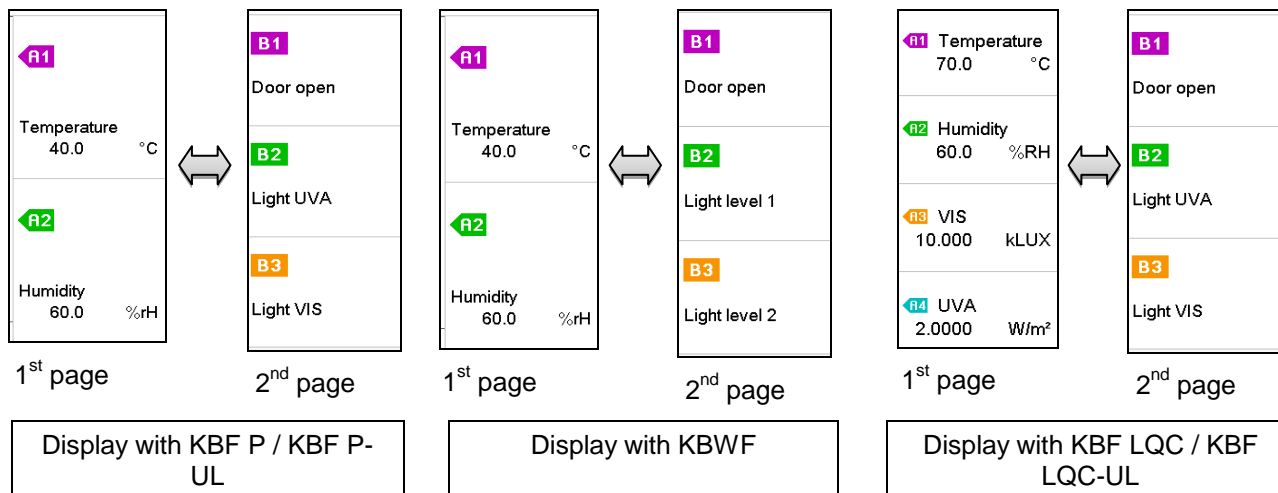 A1
Temperature
40.0 °C
A2
Humidity
60.0 %rH
1st page
B1
Door open
B2
Light UVA
B3
Light VIS
2nd page
Display with KBF P / KBF P-
UL
A1
Temperature
40.0 °C
A2
Humidity
60.0 %rH
1st page
B1
Door open
B2
Light level 1
B3
Light level 2
2nd page
Display with KBWF
A1 Temperature
70.0 °C
A2 Humidity
60.0 %RH
A3 VIS
10.000 kLUX
A4 UVA
2.0000 W/m²
1st page
B1
Door open
B2
Light UVA
B3
Light VIS
2nd page
Display with KBF LQC / KBF
LQC-UL